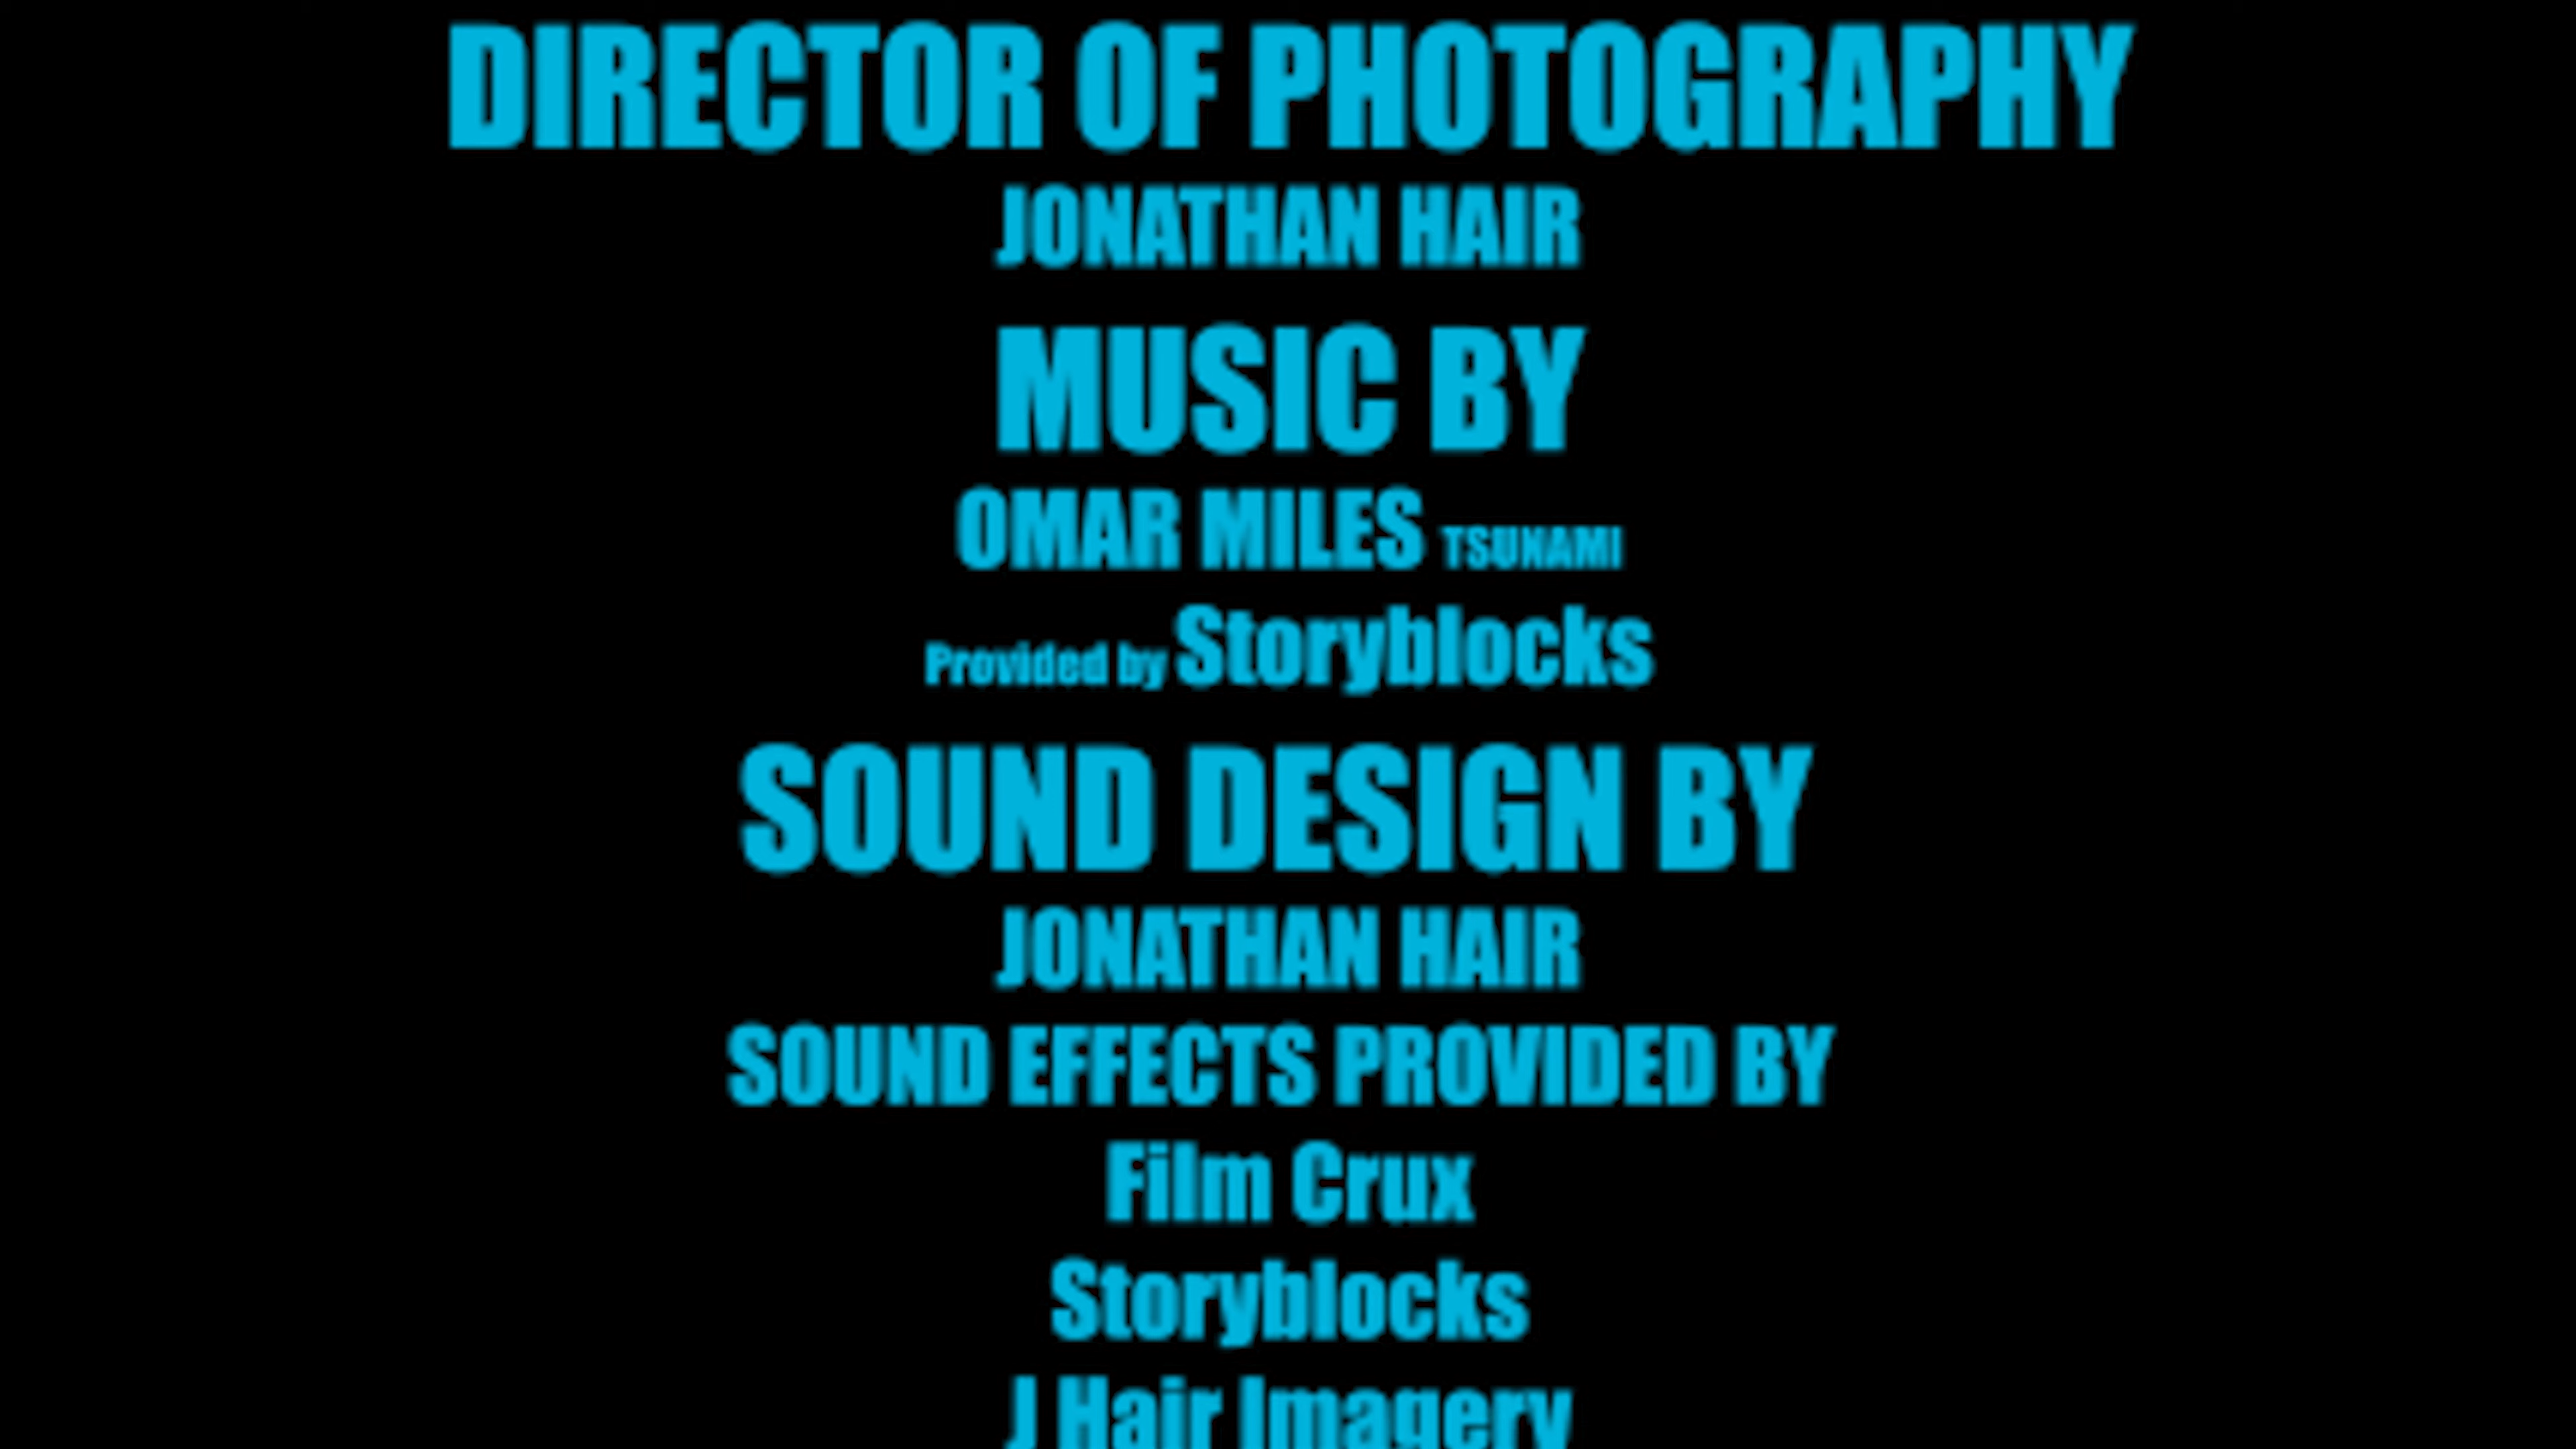 DIRECTOR OF PHOTOGRAPHY
JONATHAN HAIR
MUSIC BY
OMAR MILES TSUNAMI
Provided by Storyblocks
SOUND DESIGN BY
JONATHAN HAIR
SOUND EFFECTS PROVIDED BY
Film Crux
Storyblocks
J Hair Imagery